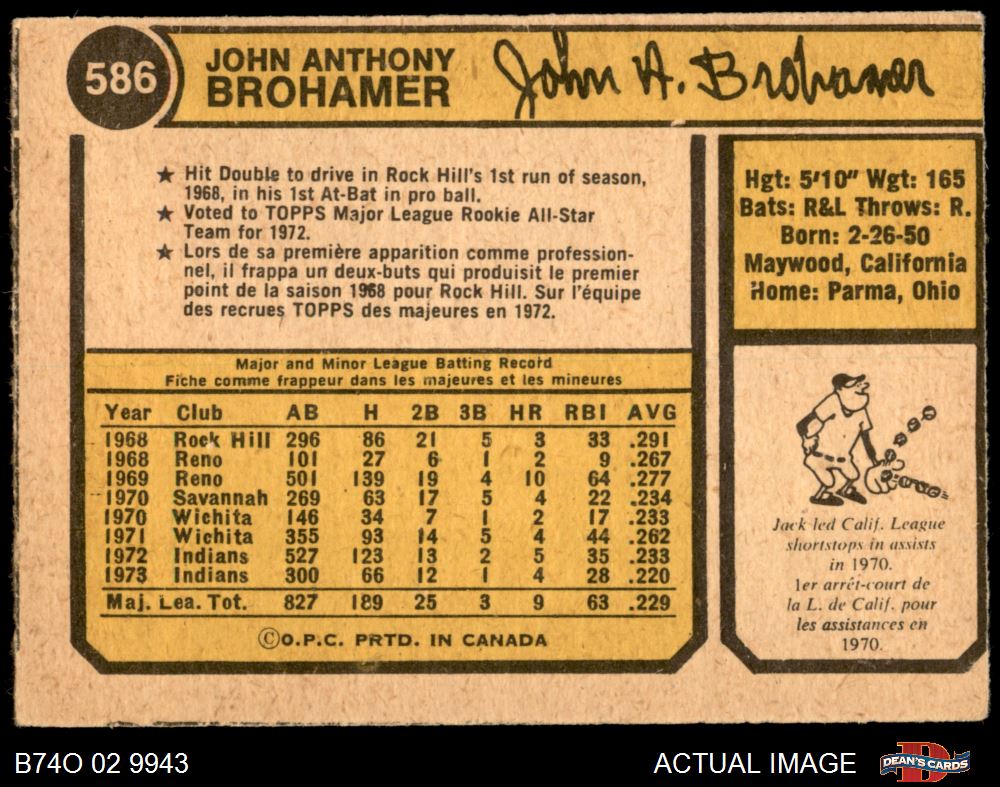 586
JOHN ANTHONY
BROHAMER
John A. Brohamer
★ Hit Double to drive in Rock Hill's 1st run of season,
1968, in his 1st At-Bat in pro ball.
★ Voted to TOPPS Major League Rookie All-Star
Team for 1972.
★ Lors de sa première apparition comme profession-
nel, il frappa un deux-buts qui produisit le premier
point de la saison 1968 pour Rock Hill. Sur l'équipe
des recrues TOPPS des majeures en 1972.
Hgt: 5'10" Wgt: 165
Bats: R&L Throws: R.
Born: 2-26-50
Maywood, California
Home: Parma, Ohio
Major and Minor League Batting Record
Fiche comme frappeur dans les majeures et les mineures
Year Club AB H 2B 3B HR RBI AVG
1968 Rock Hill 296 86 21 5 3 33 .291
1968 Reno 101 27 6 1 2 9 .267
1969 Reno 501 139 19 4 10 64 .277
1970 Savannah 269 63 17 5 4 22 .234
1970 Wichita 146 34 7 1 2 17 .233
1971 Wichita 355 93 14 5 4 44 .262
1972 Indians 527 123 13 2 5 35 .233
1973 Indians 300 66 12 1 4 28 .220
Maj. Lea. Tot. 827 189 25 3 9 63 .229
©O.P.C. PRTD. IN CANADA
Jack led Calif. League
shortstops in assists
in 1970.
1er arrêt-court de
la L. de Calif. pour
les assistances en
1970.
B74O 02 9943
ACTUAL IMAGE
D
DEAN'S CARDS